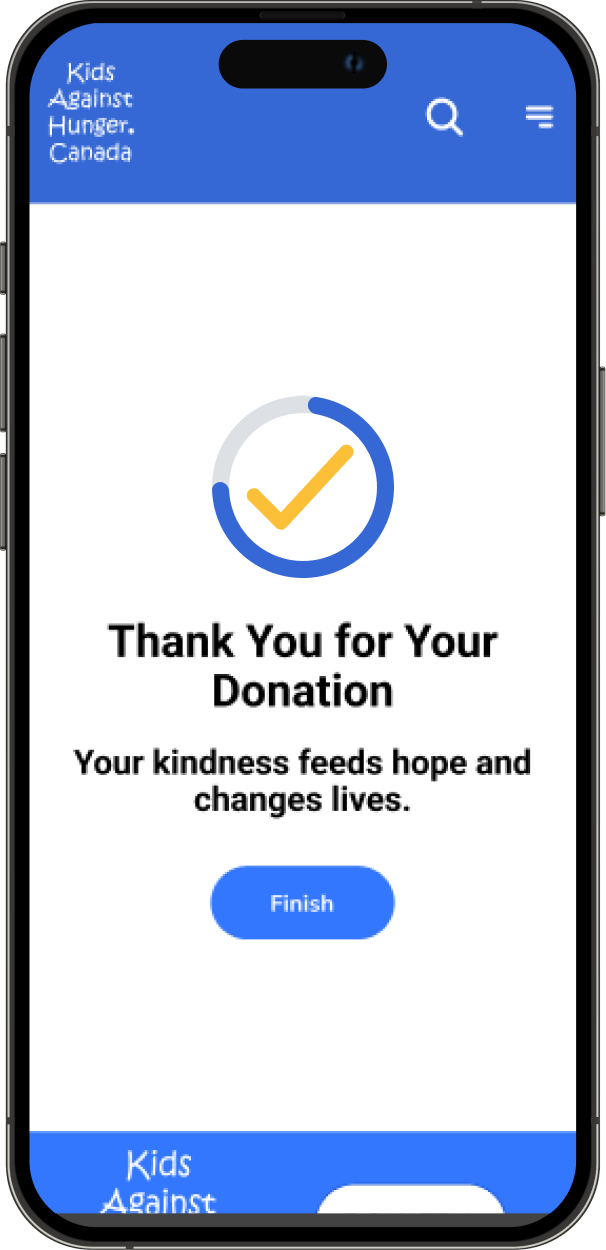 Kids
Against
Hunger.
Canada
Thank You for Your
Donation
Your kindness feeds hope and
changes lives.
Finish
Kids
Against